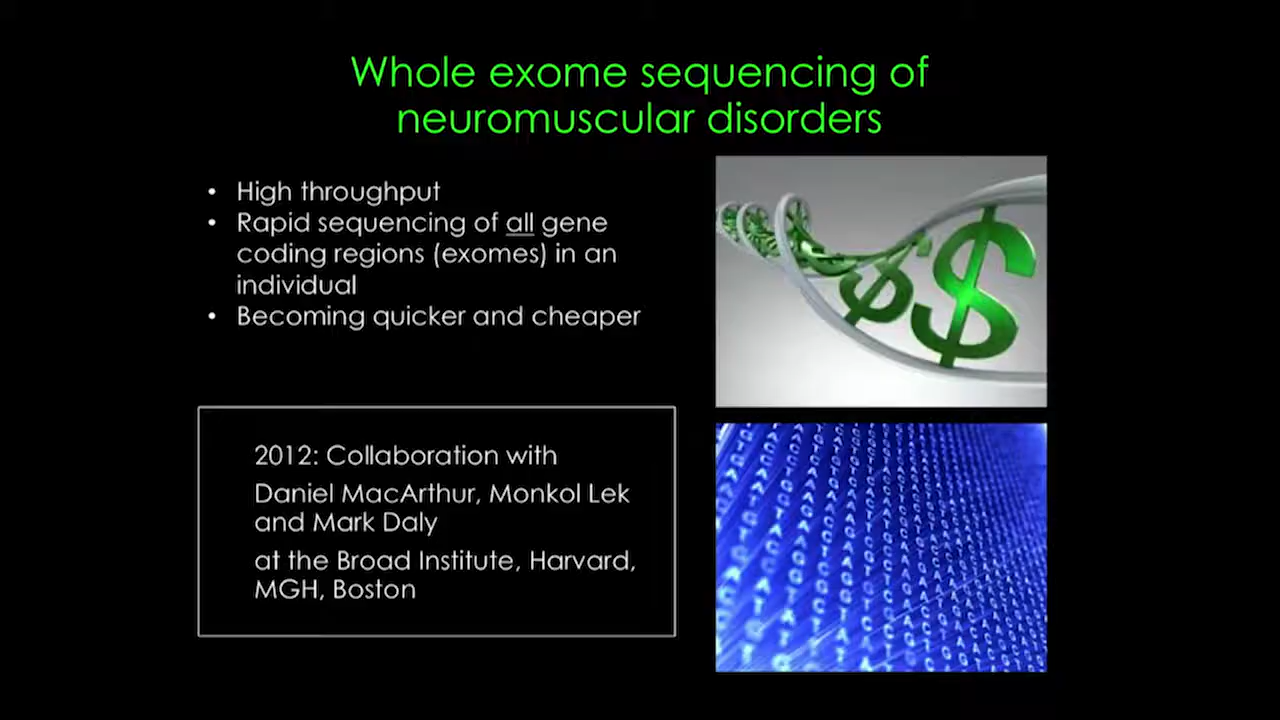 Whole exome sequencing of
neuromuscular disorders
• High throughput
• Rapid sequencing of all gene
coding regions (exomes) in an
individual
• Becoming quicker and cheaper
2012: Collaboration with
Daniel MacArthur, Monkol Lek
and Mark Daly
at the Broad Institute, Harvard,
MGH, Boston